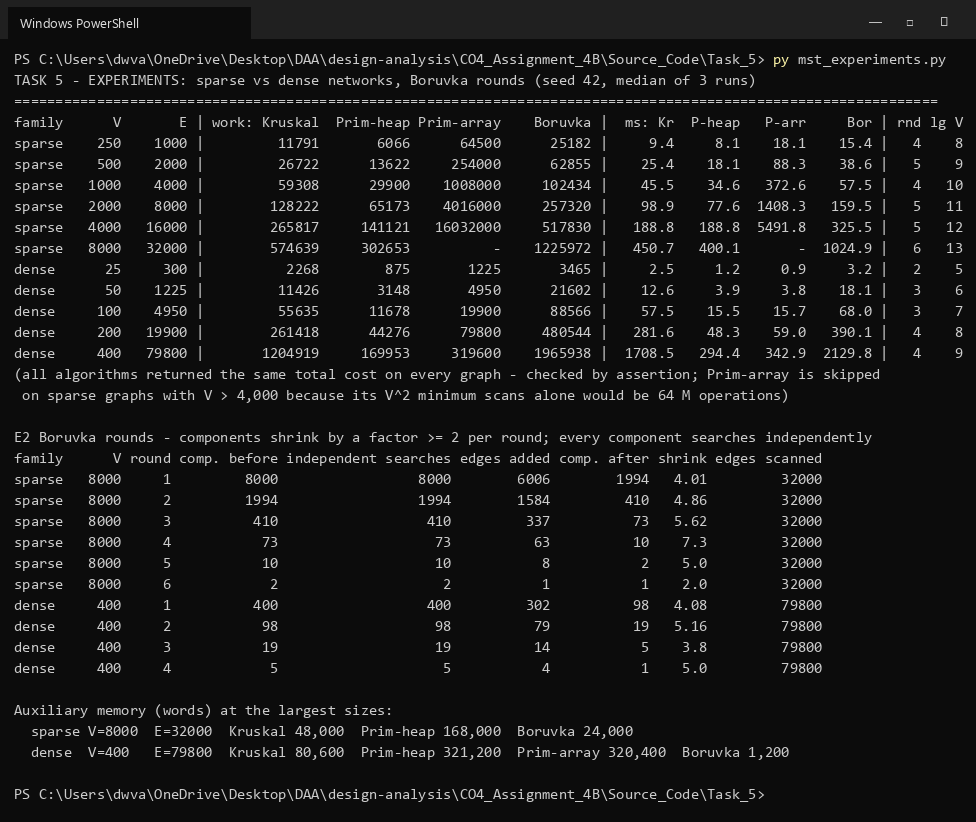 Windows PowerShell
PS C:\Users\dwva\OneDrive\Desktop\DAA\design-analysis\CO4_Assignment_4B\Source_Code\Task_5> py mst_experiments.py
TASK 5 - EXPERIMENTS: sparse vs dense networks, Boruvka rounds (seed 42, median of 3 runs)
================================================================================================================
family      V       E | work: Kruskal  Prim-heap Prim-array    Boruvka |  ms: Kr  P-heap   P-arr     Bor | rnd lg V
sparse    250    1000 |         11791       6066      64500      25182 |     9.4     8.1    18.1    15.4 |   4    8
sparse    500    2000 |         26722      13622     254000      62855 |    25.4    18.1    88.3    38.6 |   5    9
sparse   1000    4000 |         59308      29900    1008000     102434 |    45.5    34.6   372.6    57.5 |   4   10
sparse   2000    8000 |        128222      65173    4016000     257320 |    98.9    77.6  1408.3   159.5 |   5   11
sparse   4000   16000 |        265817     141121   16032000     517830 |   188.8   188.8  5491.8   325.5 |   5   12
sparse   8000   32000 |        574639     302653          -    1225972 |   450.7   400.1       -  1024.9 |   6   13
dense      25     300 |          2268        875       1225       3465 |     2.5     1.2     0.9     3.2 |   2    5
dense      50    1225 |         11426       3148       4950      21602 |    12.6     3.9     3.8    18.1 |   3    6
dense     100    4950 |         55635      11678      19900      88566 |    57.5    15.5    15.7    68.0 |   3    7
dense     200   19900 |        261418      44276      79800     480544 |   281.6    48.3    59.0   390.1 |   4    8
dense     400   79800 |       1204919     169953     319600    1965938 |  1708.5   294.4   342.9  2129.8 |   4    9
(all algorithms returned the same total cost on every graph - checked by assertion; Prim-array is skipped
 on sparse graphs with V > 4,000 because its V^2 minimum scans alone would be 64 M operations)
E2 Boruvka rounds - components shrink by a factor >= 2 per round; every component searches independently
family      V round comp. before independent searches edges added comp. after shrink edges scanned
sparse   8000     1         8000                 8000        6006        1994   4.01         32000
sparse   8000     2         1994                 1994        1584         410   4.86         32000
sparse   8000     3          410                  410         337          73   5.62         32000
sparse   8000     4           73                   73          63          10    7.3         32000
sparse   8000     5           10                   10           8           2    5.0         32000
sparse   8000     6            2                    2           1           1    2.0         32000
dense     400     1          400                  400         302          98   4.08         79800
dense     400     2           98                   98          79          19   5.16         79800
dense     400     3           19                   19          14           5    3.8         79800
dense     400     4            5                    5           4           1    5.0         79800
Auxiliary memory (words) at the largest sizes:
  sparse V=8000  E=32000  Kruskal 48,000  Prim-heap 168,000  Boruvka 24,000
  dense  V=400   E=79800  Kruskal 80,600  Prim-heap 321,200  Prim-array 320,400  Boruvka 1,200
PS C:\Users\dwva\OneDrive\Desktop\DAA\design-analysis\CO4_Assignment_4B\Source_Code\Task_5>